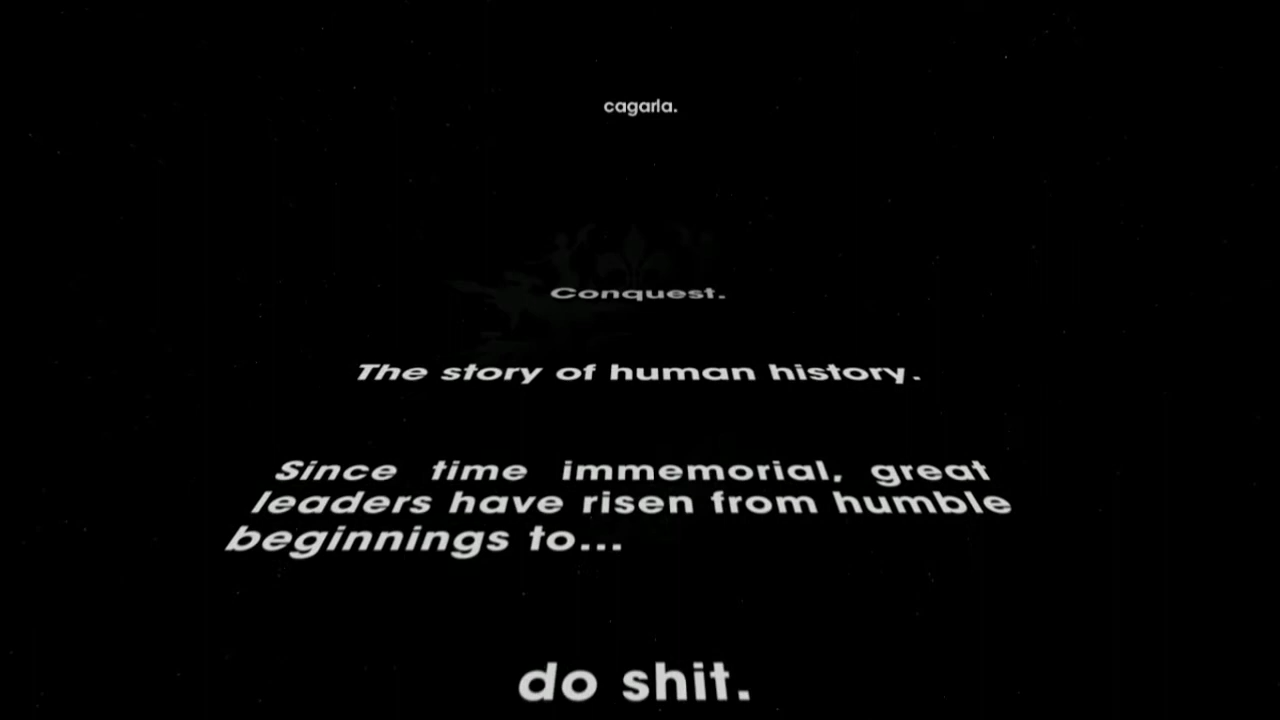 cagarla.
Conquest.
The story of human history.
Since time immemorial, great
leaders have risen from humble
beginnings to...
do shit.